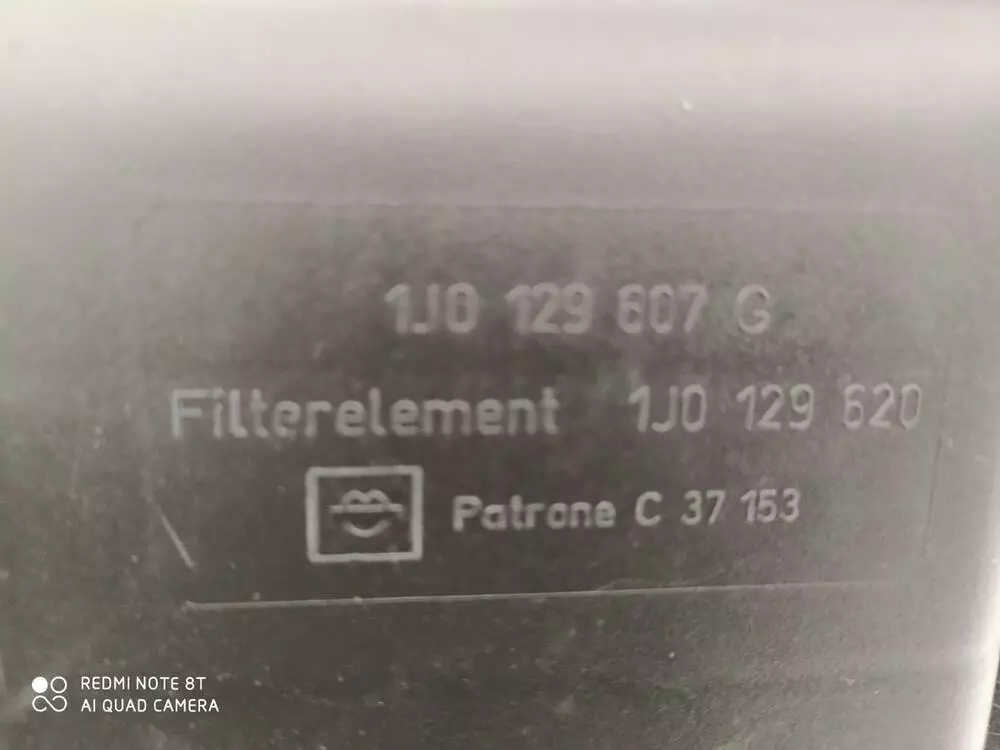 1J0 129 607 G
Filterelement 1J0 129 620
Patrone C 37 153
REDMI NOTE 8T
AI QUAD CAMERA